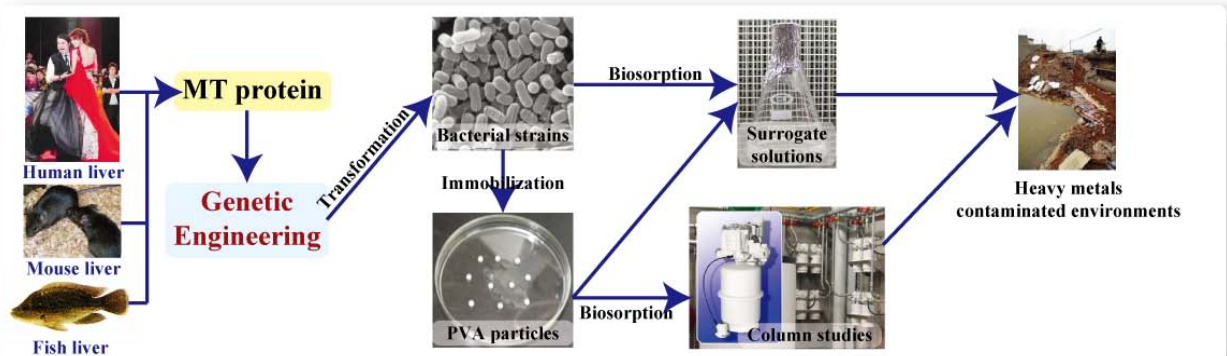 Human liver
Mouse liver
Fish liver
MT protein
Genetic
Engineering
Transformation
Bacterial strains
Immobilization
PVA particles
Biosorption
Biosorption
Surrogate
solutions
Column studies
Heavy metals
contaminated environments